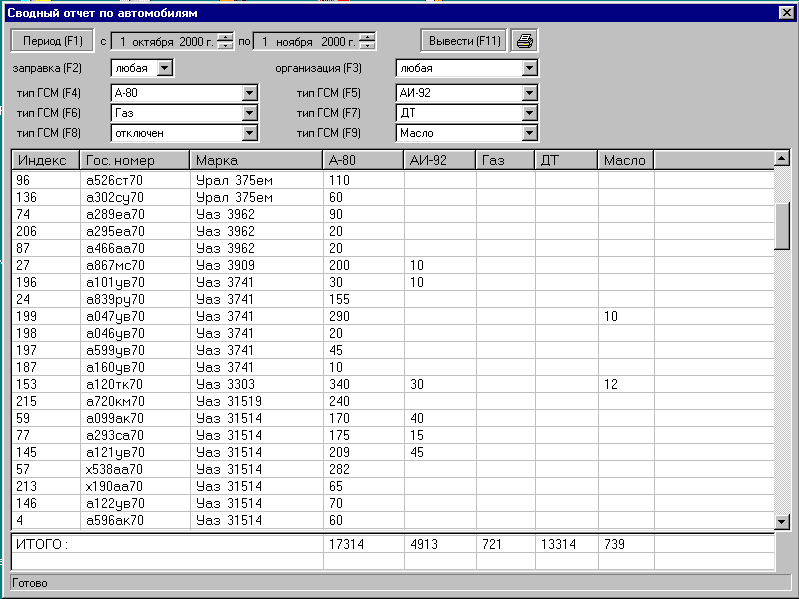 Сводный отчет по автомобилям
Период (F1) с 1 октября 2000 г. по 1 ноября 2000 г. Вывести (F11)
заправка (F2) любая организация (F3) любая
тип ГСМ (F4) А-80 тип ГСМ (F5) АИ-92
тип ГСМ (F6) Газ тип ГСМ (F7) ДТ
тип ГСМ (F8) отключен тип ГСМ (F9) Масло
Индекс Гос. номер Марка А-80 АИ-92 Газ ДТ Масло
96 а526ст70 Урал 375ем 110
136 а302су70 Урал 375ем 60
74 а289еа70 Уаз 3962 90
206 а295еа70 Уаз 3962 20
87 а466аа70 Уаз 3962 20
27 а867мс70 Уаз 3909 200 10
196 а101ув70 Уаз 3741 30 10
24 а839ру70 Уаз 3741 155
199 а047ув70 Уаз 3741 290 10
198 а046ув70 Уаз 3741 20
197 а599ув70 Уаз 3741 45
187 а160ув70 Уаз 3741 10
153 а120тк70 Уаз 3303 340 30 12
215 а720км70 Уаз 31519 240
59 а099ак70 Уаз 31514 170 40
77 а293са70 Уаз 31514 175 15
145 а121ув70 Уаз 31514 209 45
57 х538аа70 Уаз 31514 282
213 х190аа70 Уаз 31514 65
146 а122ув70 Уаз 31514 70
4 а596ак70 Уаз 31514 60
ИТОГО : 17314 4913 721 13314 739
Готово